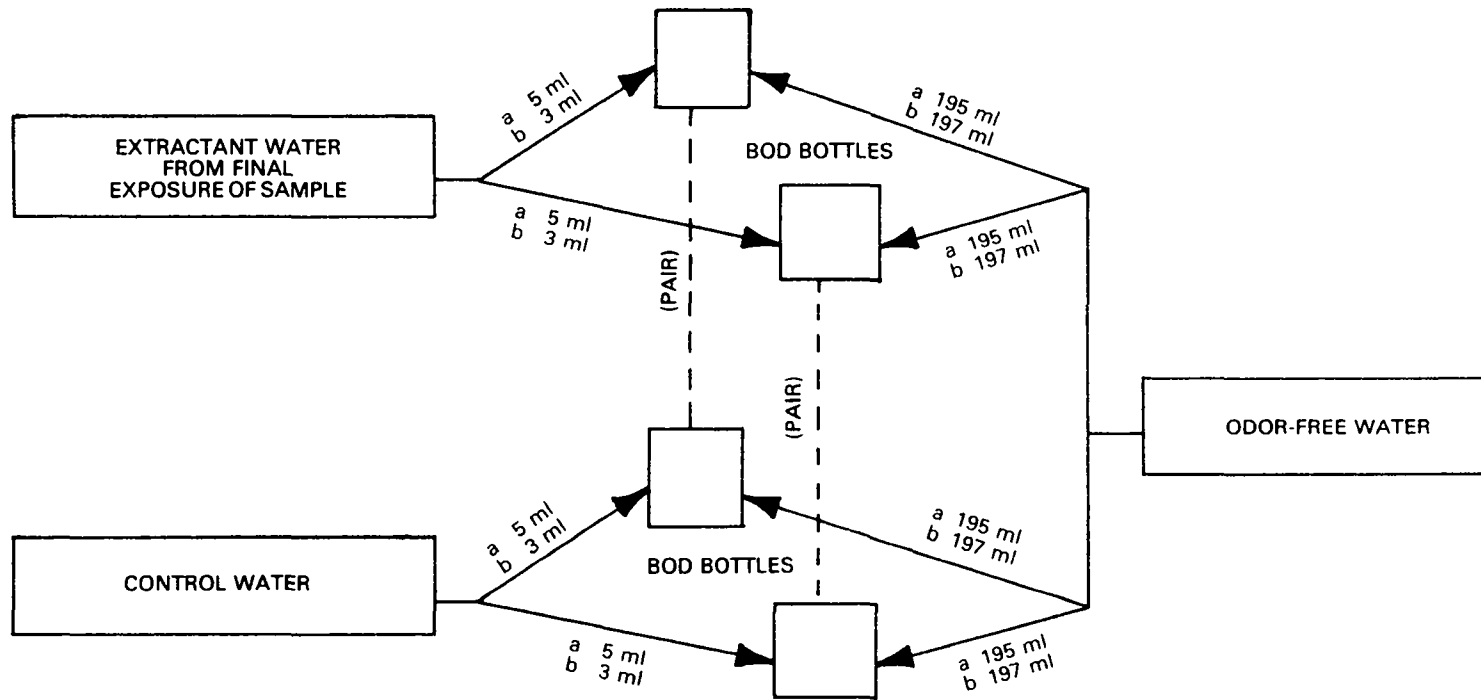 a 5 ml
b 3 ml
a 195 ml
b 197 ml
EXTRACTANT WATER
FROM FINAL
EXPOSURE OF SAMPLE
BOD BOTTLES
a 5 ml
b 3 ml
a 195 ml
b 197 ml
(PAIR)
(PAIR)
ODOR-FREE WATER
a 5 ml
b 3 ml
a 195 ml
b 197 ml
CONTROL WATER
BOD BOTTLES
a 5 ml
b 3 ml
a 195 ml
b 197 ml